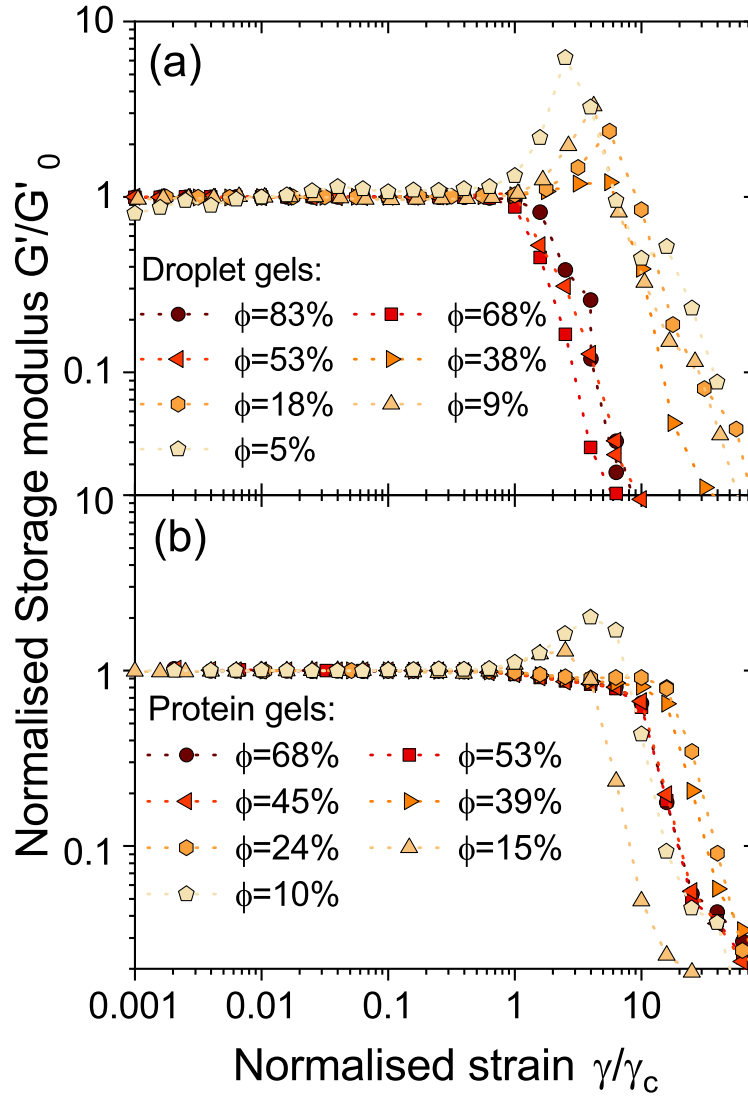 Normalised Storage modulus G'/G'0
10
(a)
1
Droplet gels:
ϕ=83% ϕ=68%
ϕ=53% ϕ=38%
ϕ=18% ϕ=9%
ϕ=5%
0.1
10
(b)
1
Protein gels:
ϕ=68% ϕ=53%
ϕ=45% ϕ=39%
ϕ=24% ϕ=15%
ϕ=10%
0.1
0.001 0.01 0.1 1 10
Normalised strain γ/γc